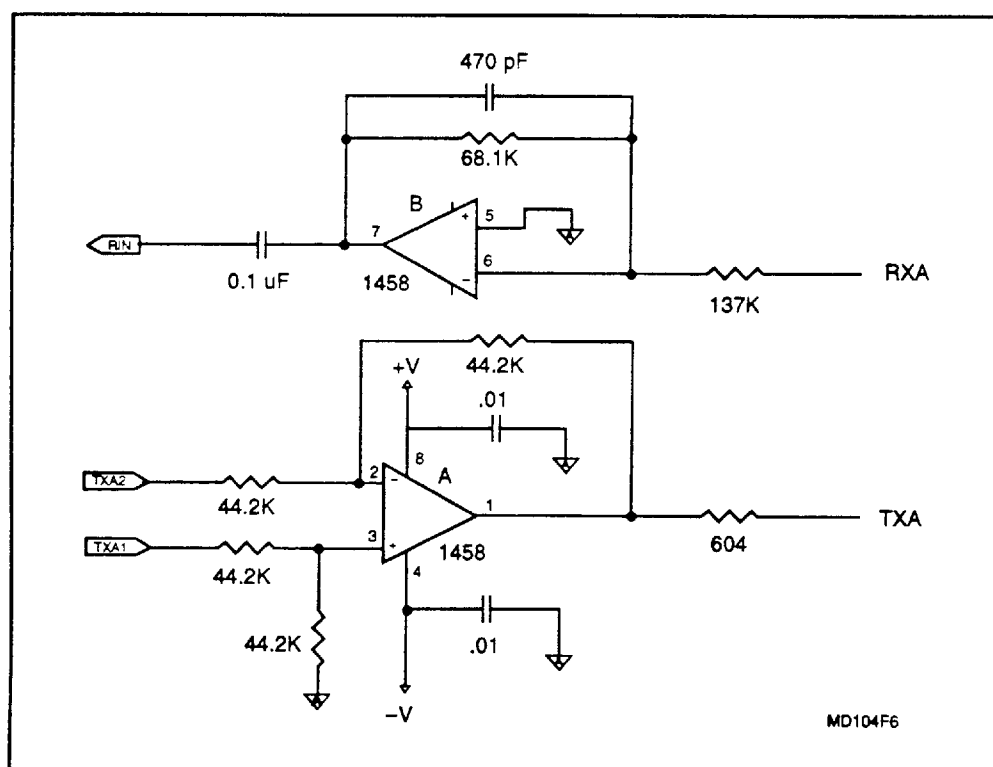 470 pF
68.1K
B
5
+
A
7
RIN
6
-
0.1 uF
1458
RXA
137K
44.2K
+V
.01
A
8
A
TXA2
2
-
44.2K
1
TXA
604
TXA1
3
+
1458
44.2K
4
44.2K
.01
A
A
-V
MD104F6